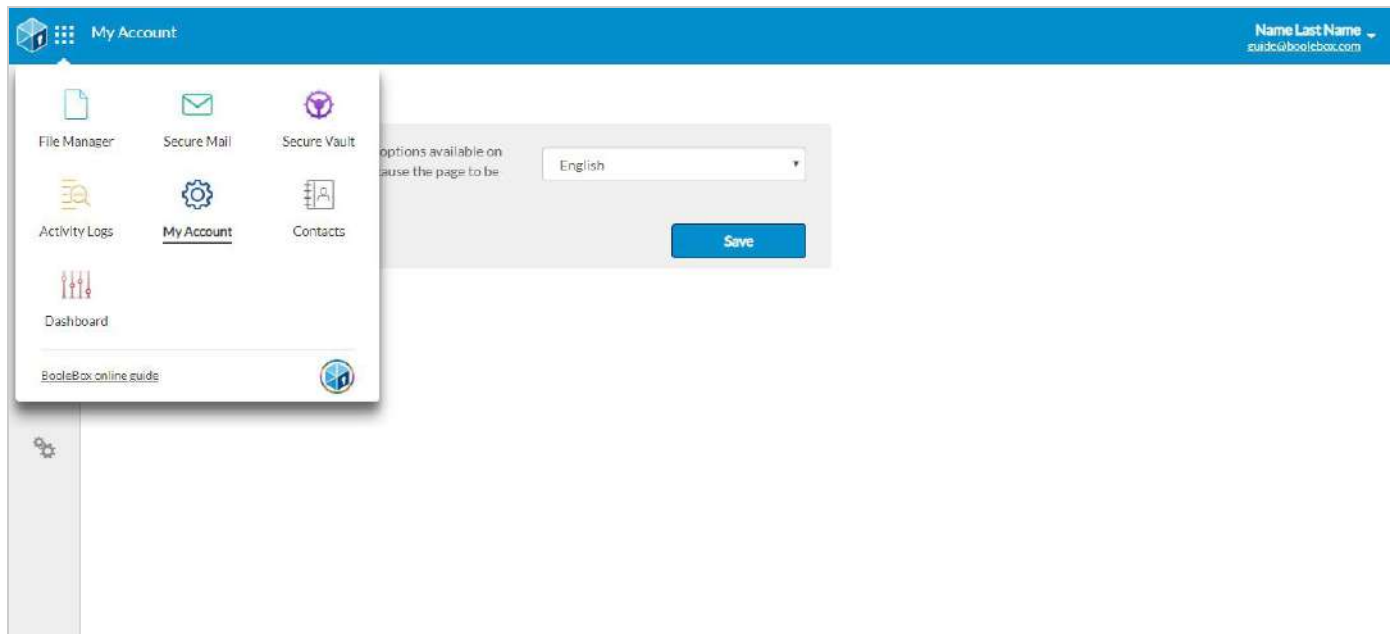 My Account
Name Last Name
guide@boolebox.com
File Manager Secure Mail Secure Vault
options available on
ause the page to be
English
Activity Logs My Account Contacts
Save
Dashboard
BooleBox online guide